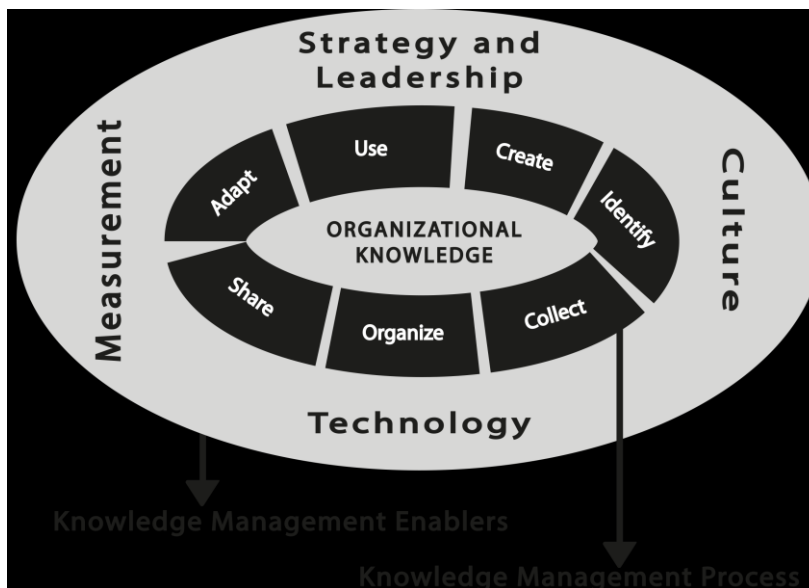 Strategy and
Leadership
Measurement
Culture
Technology
Use
Create
Identify
Collect
Organize
Share
Adapt
ORGANIZATIONAL
KNOWLEDGE
Knowledge Management Enablers
Knowledge Management Process